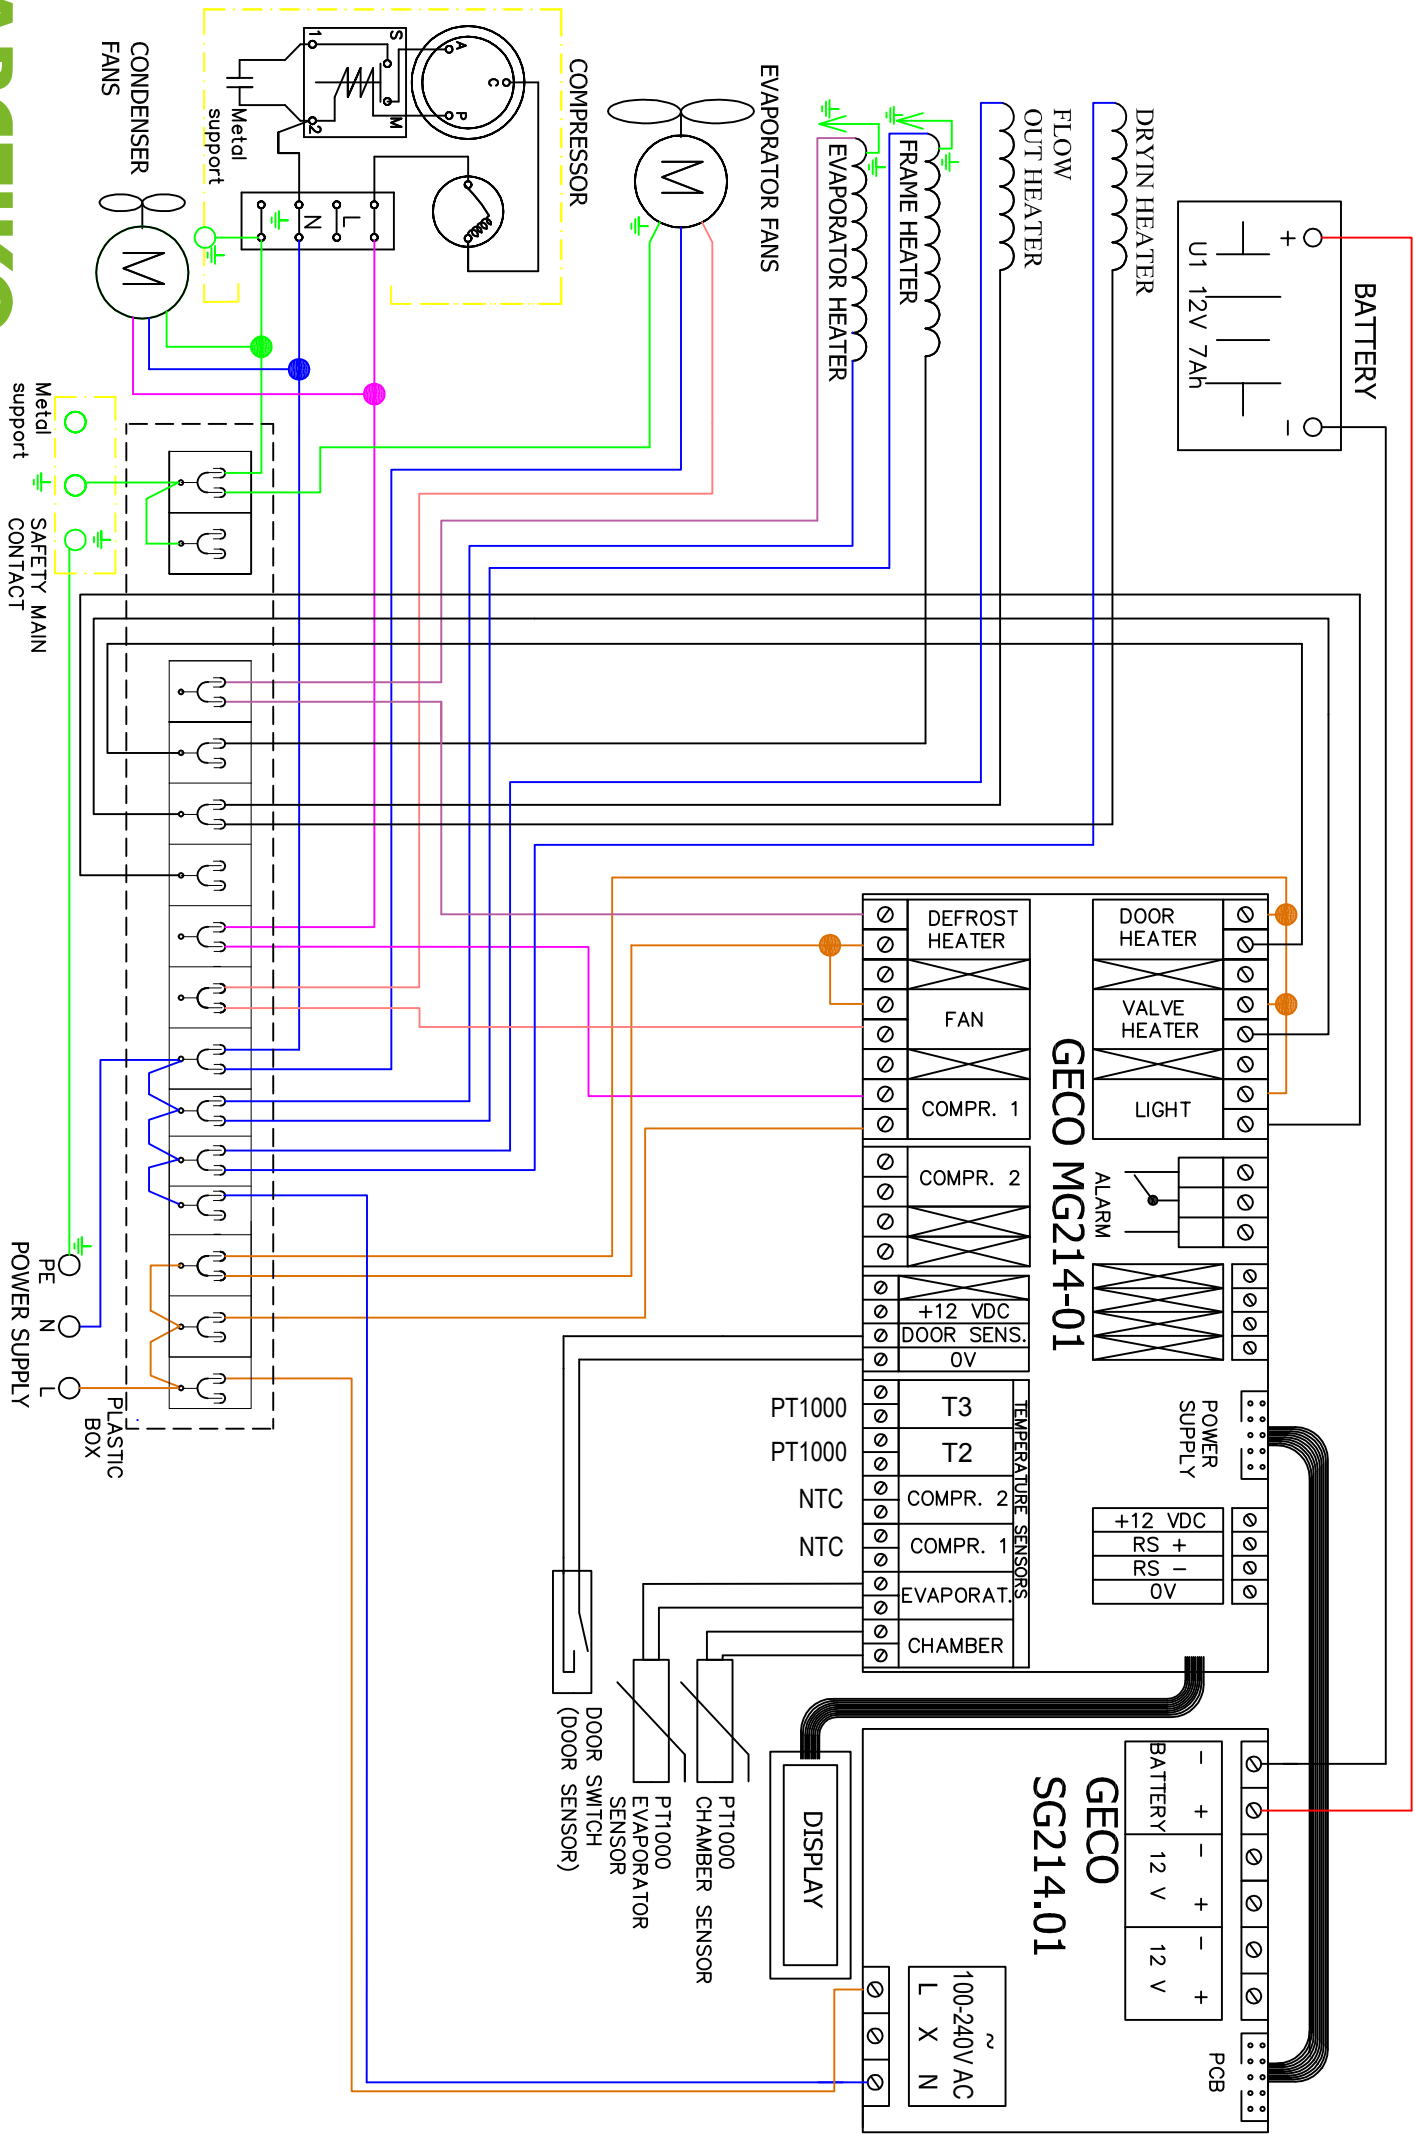 CONDENSER
FANS
1
2
S
M
A
C
P
Metal
support
N
L
COMPRESSOR
M
M
EVAPORATOR FANS
EVAPORATOR HEATER
FRAME HEATER
FLOW
OUT HEATER
DRYIN HEATER
BATTERY
+
−
U1 12V 7Ah
Metal
support
SAFETY MAIN
CONTACT
PLASTIC
BOX
POWER SUPPLY
PE
N
L
GECO MG214-01
DEFROST
HEATER
FAN
COMPR. 1
COMPR. 2
+12 VDC
DOOR SENS.
0V
TEMPERATURE SENSORS
T3
T2
COMPR. 2
COMPR. 1
EVAPORAT.
CHAMBER
PT1000
PT1000
NTC
NTC
DOOR
HEATER
VALVE
HEATER
LIGHT
ALARM
POWER
SUPPLY
+12 VDC
RS +
RS −
0V
DOOR SWITCH
(DOOR SENSOR)
PT1000
EVAPORATOR
SENSOR
PT1000
CHAMBER SENSOR
DISPLAY
GECO
SG214.01
− + − + − +
BATTERY 12 V 12 V
~
100-240V AC
L X N
PCB